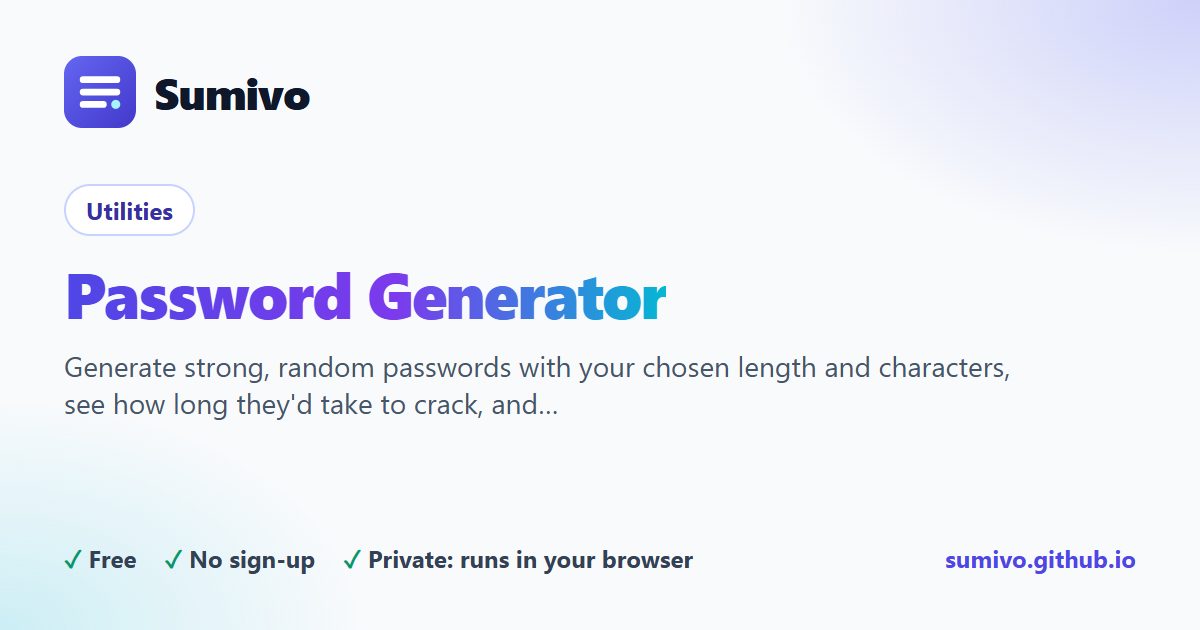 Sumivo
Utilities
Password Generator
Generate strong, random passwords with your chosen length and characters,
see how long they'd take to crack, and...
✓ Free ✓ No sign-up ✓ Private: runs in your browser sumivo.github.io